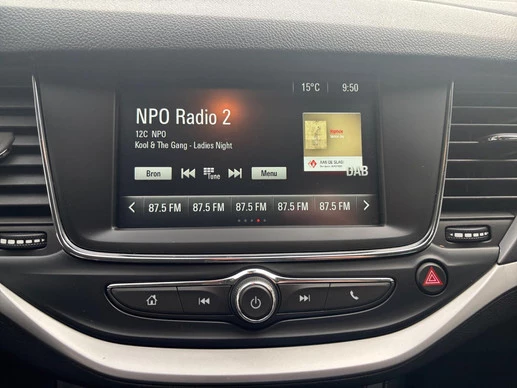 15°C 9:50
NPO Radio 2
12C NPO
Kool & The Gang - Ladies Night
DAB
Bron Tune Menu
87.5 FM 87.5 FM 87.5 FM 87.5 FM 87.5 FM